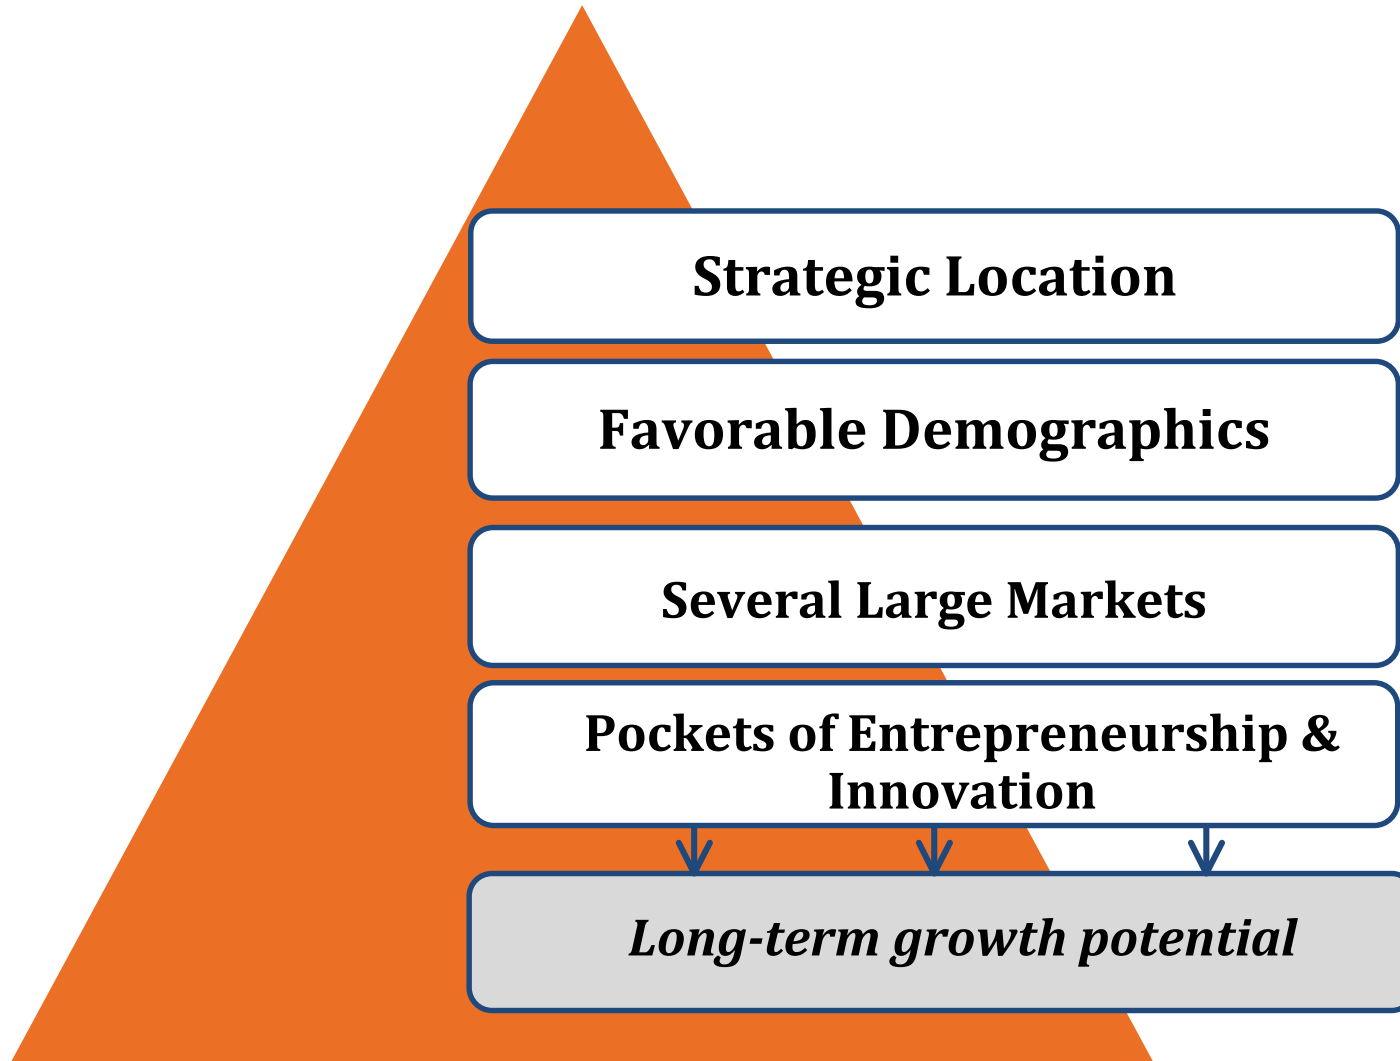 Strategic Location
Favorable Demographics
Several Large Markets
Pockets of Entrepreneurship &
Innovation
Long-term growth potential